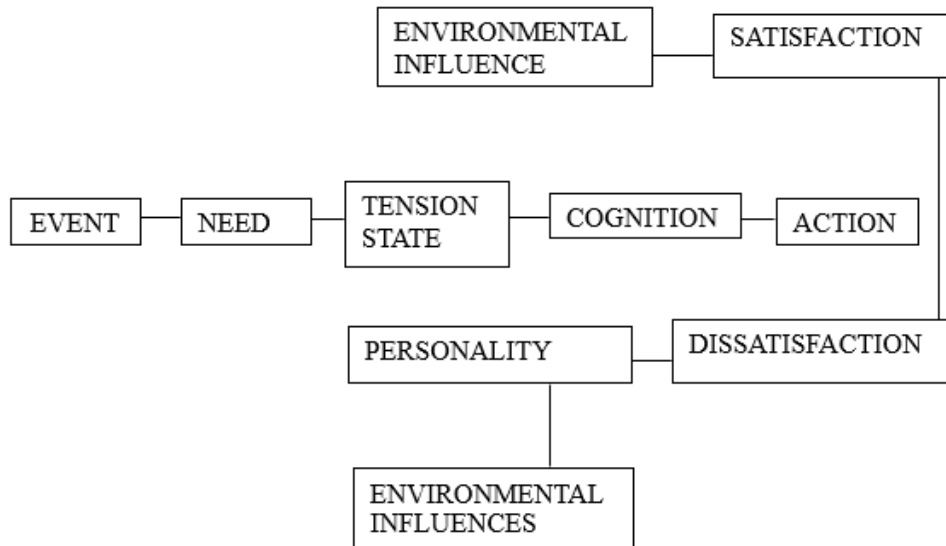 ENVIRONMENTAL
INFLUENCE
SATISFACTION
EVENT
NEED
TENSION
STATE
COGNITION
ACTION
PERSONALITY
DISSATISFACTION
ENVIRONMENTAL
INFLUENCES